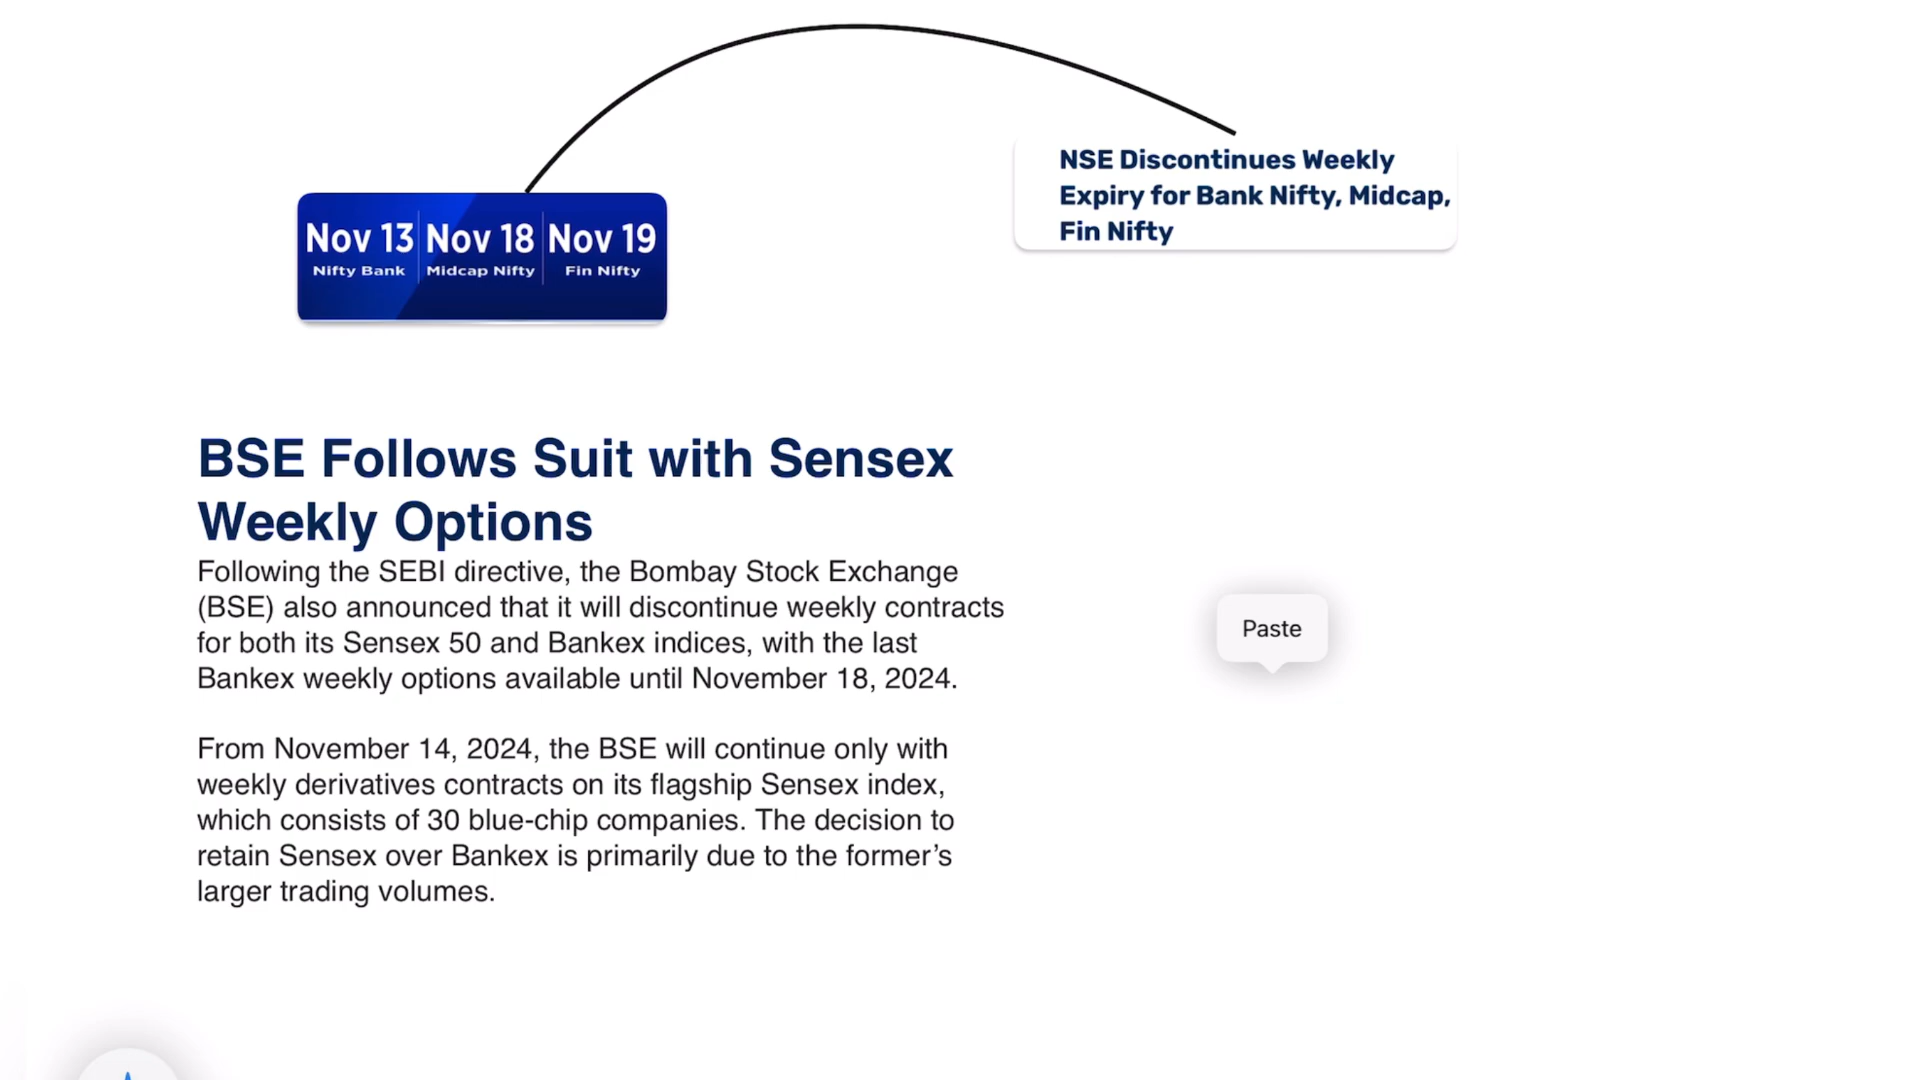 NSE Discontinues Weekly
Expiry for Bank Nifty, Midcap,
Fin Nifty
Nov 13 Nov 18 Nov 19
Nifty Bank Midcap Nifty Fin Nifty
BSE Follows Suit with Sensex
Weekly Options
Following the SEBI directive, the Bombay Stock Exchange
(BSE) also announced that it will discontinue weekly contracts
for both its Sensex 50 and Bankex indices, with the last
Bankex weekly options available until November 18, 2024.
Paste
From November 14, 2024, the BSE will continue only with
weekly derivatives contracts on its flagship Sensex index,
which consists of 30 blue-chip companies. The decision to
retain Sensex over Bankex is primarily due to the former’s
larger trading volumes.